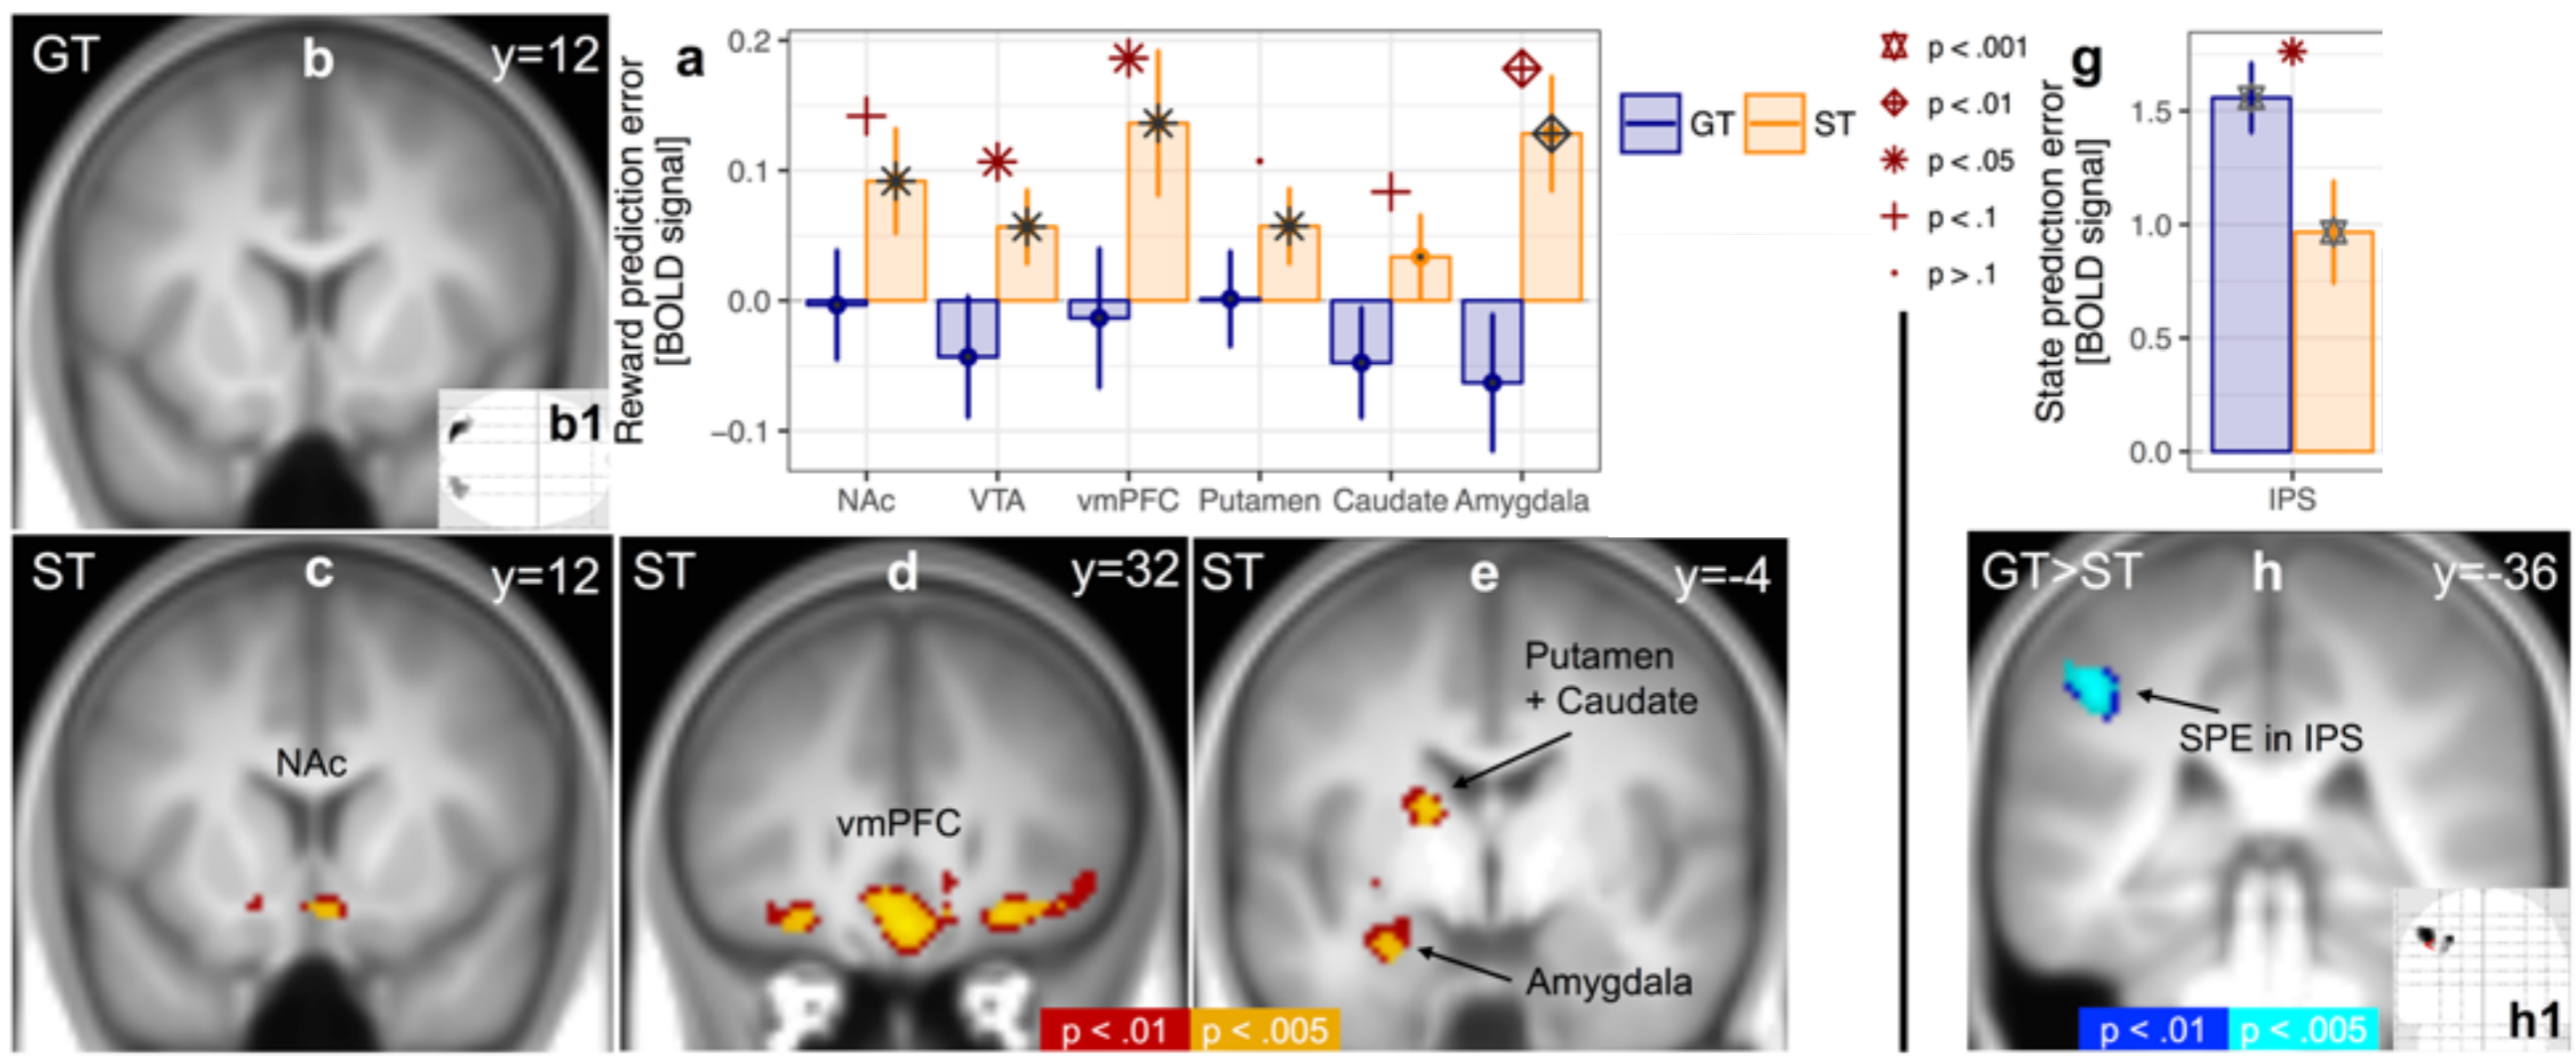 GT b y=12
b1
a
Reward prediction error
[BOLD signal]
0.2
0.1
0.0
−0.1
NAc VTA vmPFC Putamen Caudate Amygdala
GT ST
p < .001
p < .01
p < .05
p < .1
p > .1
g
State prediction error
[BOLD signal]
1.5
1.0
0.5
0.0
IPS
ST c y=12
NAc
ST d y=32
vmPFC
ST e y=-4
Putamen
+ Caudate
Amygdala
p < .01 p < .005
GT>ST h y=-36
SPE in IPS
h1
p < .01 p < .005